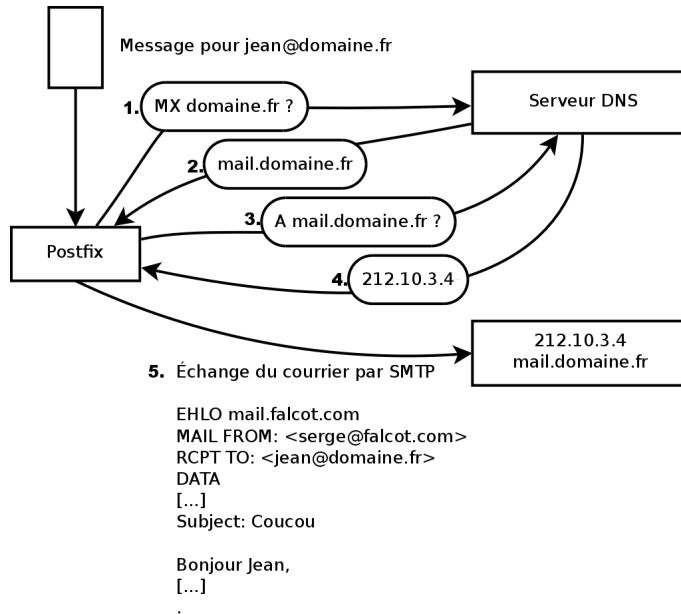 Message pour jean@domaine.fr
1. MX domaine.fr ?
Serveur DNS
2. mail.domaine.fr
3. A mail.domaine.fr ?
Postfix
4. 212.10.3.4
212.10.3.4
mail.domaine.fr
5. Échange du courrier par SMTP
EHLO mail.falcot.com
MAIL FROM: <serge@falcot.com>
RCPT TO: <jean@domaine.fr>
DATA
[...]
Subject: Coucou
Bonjour Jean,
[...]
.